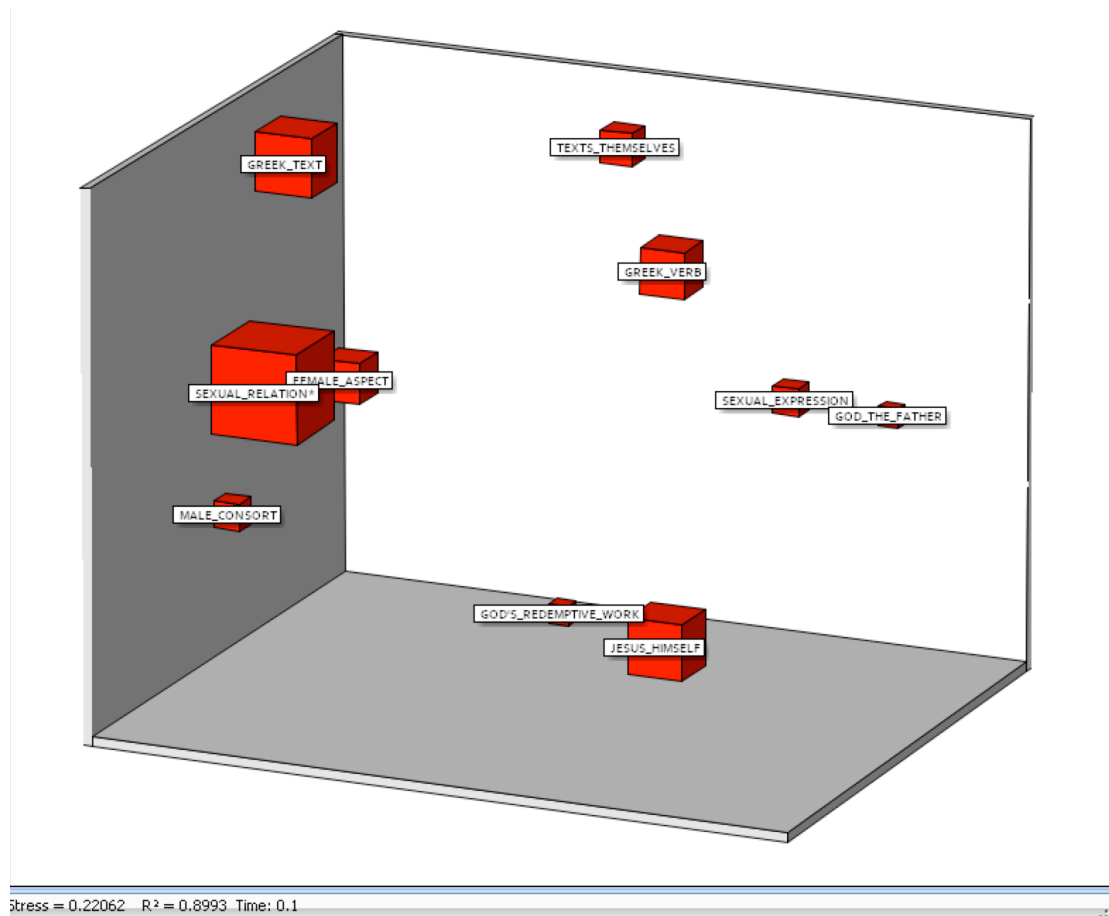 GREEK_TEXT
TEXTS_THEMSELVES
GREEK_VERB
FEMALE_ASPECT
SEXUAL_RELATION*
SEXUAL_EXPRESSION
GOD_THE_FATHER
MALE_CONSORT
GOD'S_REDEMPTIVE_WORK
JESUS_HIMSELF
Stress = 0.22062 R² = 0.8993 Time: 0.1